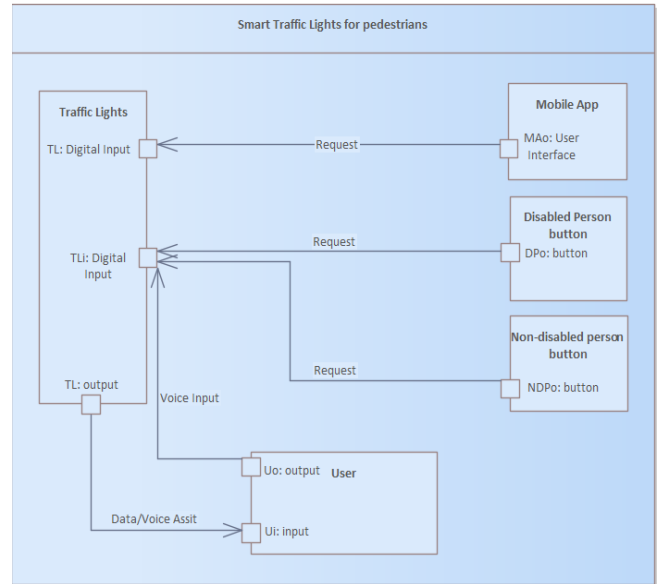 Smart Traffic Lights for pedestrians
Traffic Lights
TL: Digital Input
TLi: Digital
Input
TL: output
Request
Request
Request
Voice Input
Data/Voice Assit
Mobile App
MAo: User
Interface
Disabled Person
button
DPo: button
Non-disabled person
button
NDPo: button
Uo: output
User
Ui: input